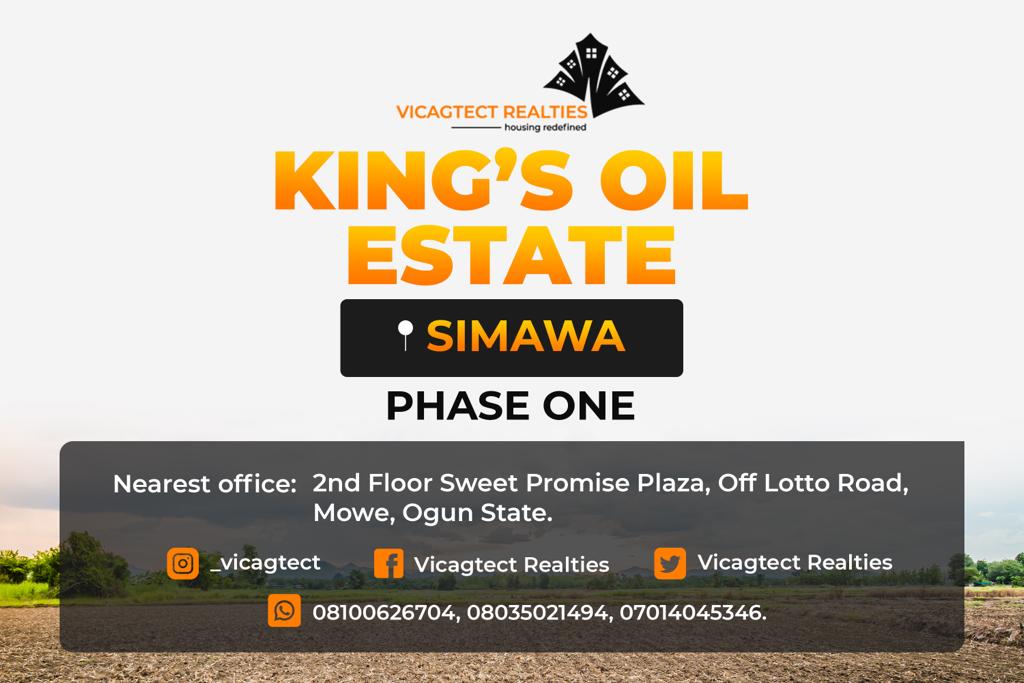 VICAGTECT REALTIES
housing redefined
KING'S OIL
ESTATE
SIMAWA
PHASE ONE
Nearest office: 2nd Floor Sweet Promise Plaza, Off Lotto Road,
Mowe, Ogun State.
_vicagtect Vicagtect Realties Vicagtect Realties
08100626704, 08035021494, 07014045346.